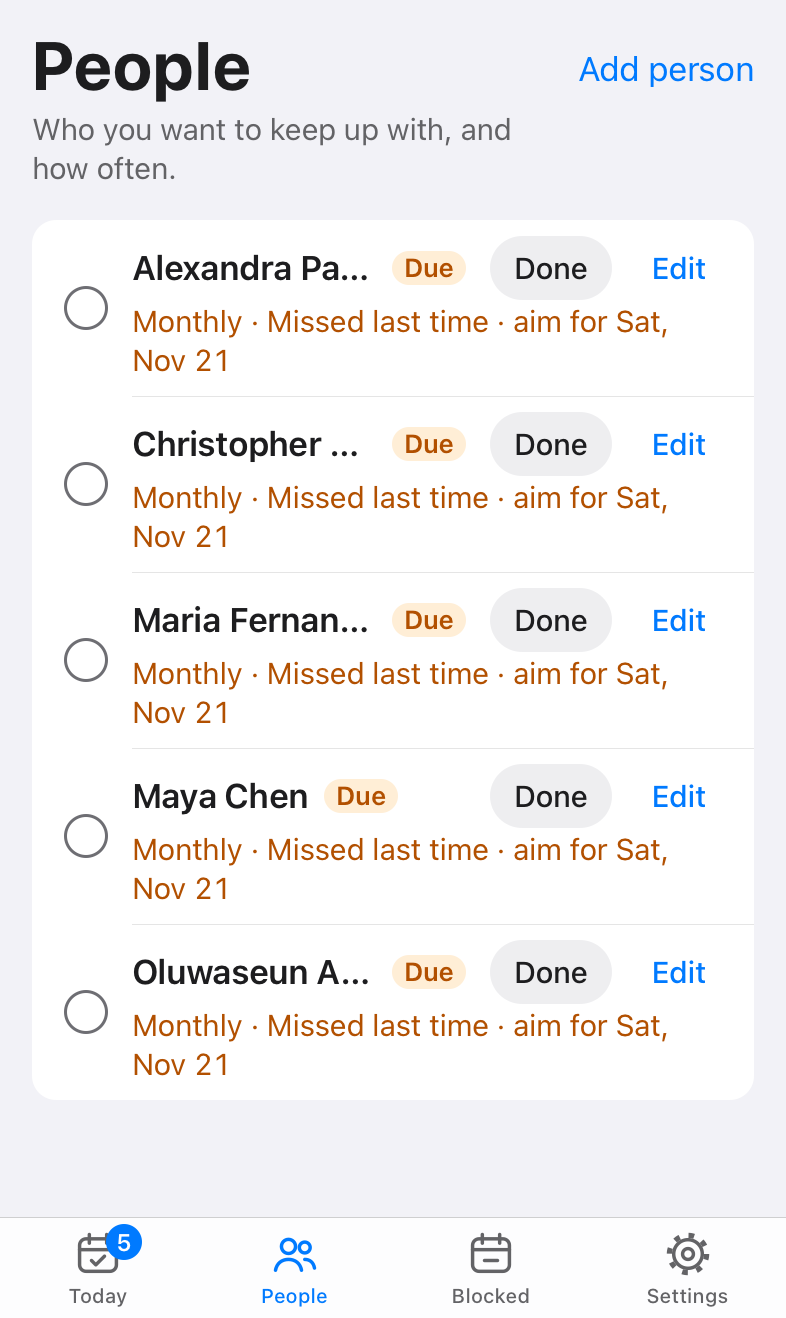 People
Add person
Who you want to keep up with, and
how often.
Alexandra Pa... Due Done Edit
Monthly · Missed last time · aim for Sat,
Nov 21
Christopher ... Due Done Edit
Monthly · Missed last time · aim for Sat,
Nov 21
Maria Fernan... Due Done Edit
Monthly · Missed last time · aim for Sat,
Nov 21
Maya Chen Due Done Edit
Monthly · Missed last time · aim for Sat,
Nov 21
Oluwaseun A... Due Done Edit
Monthly · Missed last time · aim for Sat,
Nov 21
5
Today People Blocked Settings